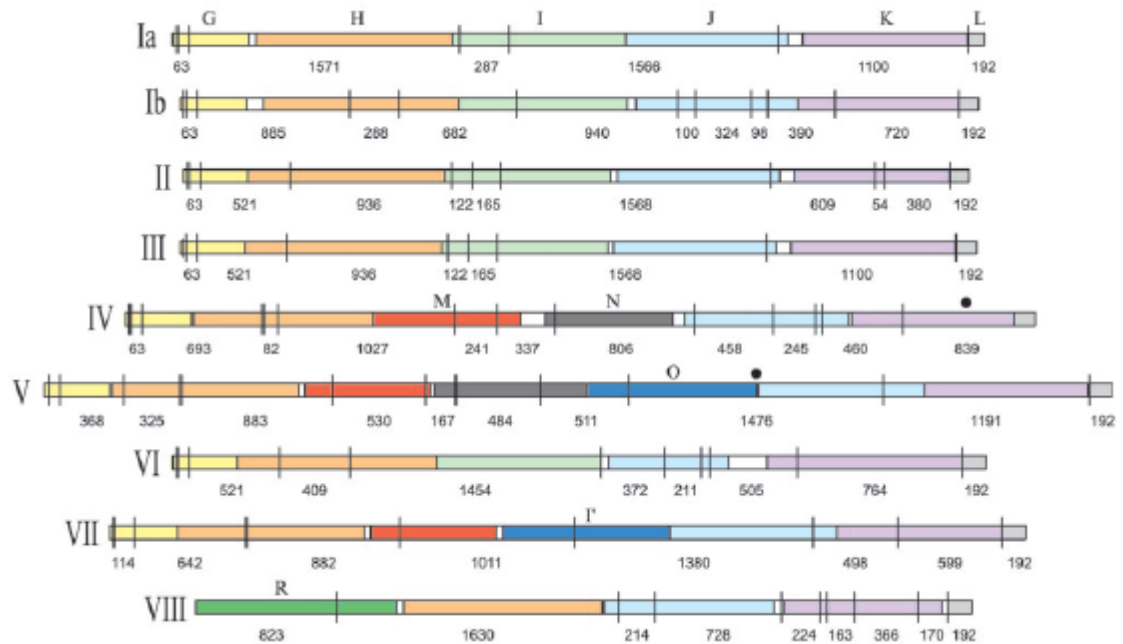 G H I J K L
Ia
63 1571 287 1566 1100 192
Ib
63 885 288 682 940 100 324 98 390 720 192
II
63 521 936 122 165 1568 609 54 380 192
III
63 521 936 122 165 1568 1100 192
M N
IV
63 693 82 1027 241 337 806 458 245 460 839
O
V
368 325 883 530 167 484 511 1476 1191 192
VI
521 409 1454 372 211 505 764 192
VII
114 642 882 1011 1380 498 599 192
R
VIII
823 1630 214 728 224 163 366 170 192